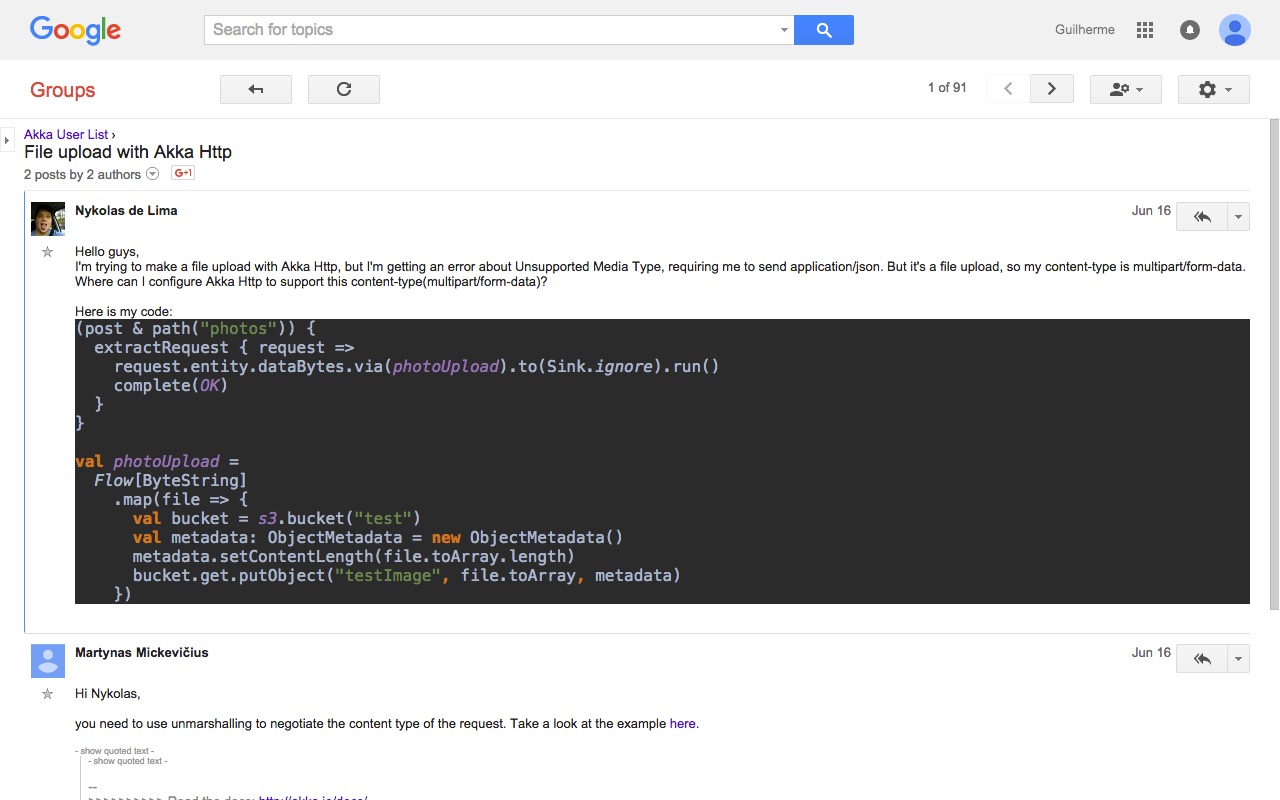 Google
Search for topics
Guilherme
Groups
1 of 91
Akka User List ›
File upload with Akka Http
2 posts by 2 authors
G+1
Nykolas de Lima
Jun 16
Hello guys,
I'm trying to make a file upload with Akka Http, but I'm getting an error about Unsupported Media Type, requiring me to send application/json. But it's a file upload, so my content-type is multipart/form-data.
Where can I configure Akka Http to support this content-type(multipart/form-data)?
Here is my code:
(post & path("photos")) {
  extractRequest { request =>
    request.entity.dataBytes.via(photoUpload).to(Sink.ignore).run()
    complete(OK)
  }
}
val photoUpload =
  Flow[ByteString]
    .map(file => {
      val bucket = s3.bucket("test")
      val metadata: ObjectMetadata = new ObjectMetadata()
      metadata.setContentLength(file.toArray.length)
      bucket.get.putObject("testImage", file.toArray, metadata)
    })
Martynas Mickevičius
Jun 16
Hi Nykolas,
you need to use unmarshalling to negotiate the content type of the request. Take a look at the example here.
- show quoted text -
- show quoted text -
--
>>>>>>>>>> Read the docs: http://akka.io/docs/